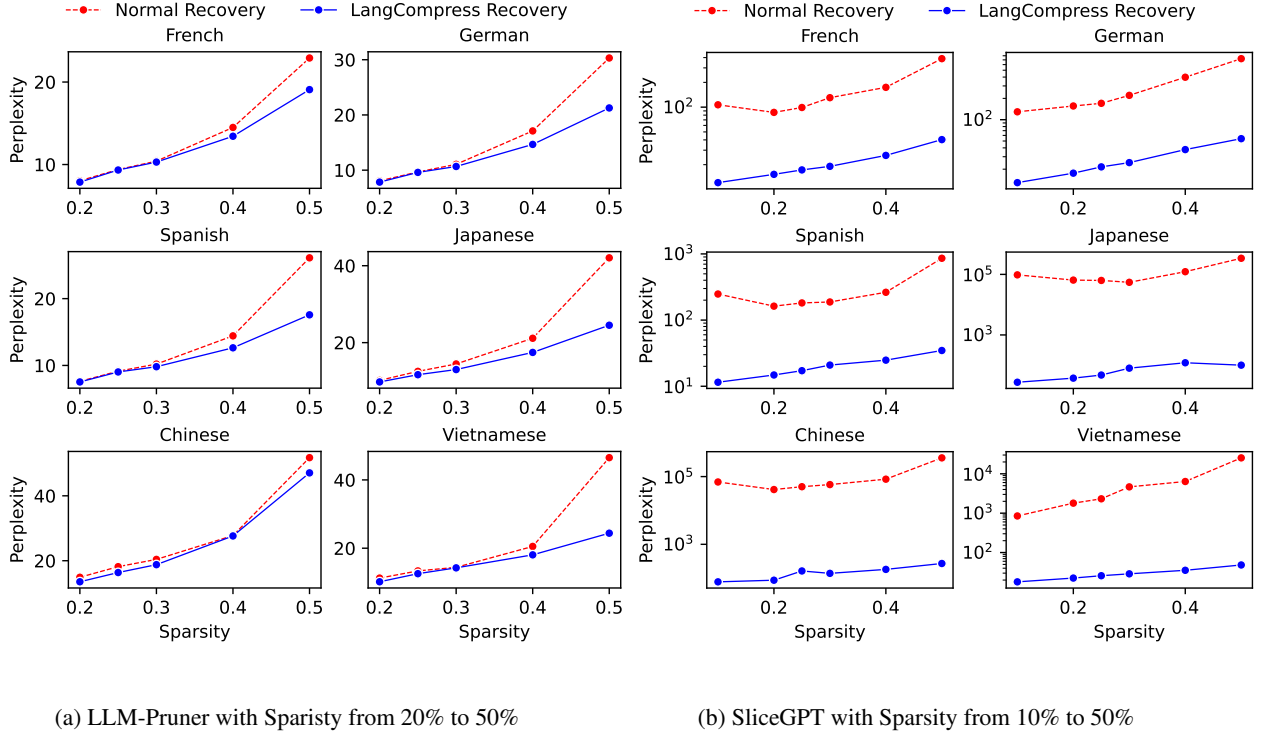 Normal Recovery LangCompress Recovery
French German
Perplexity
20
10
0.2 0.3 0.4 0.5
30
20
10
0.2 0.3 0.4 0.5
Spanish Japanese
Perplexity
20
10
0.2 0.3 0.4 0.5
40
20
0.2 0.3 0.4 0.5
Chinese Vietnamese
Perplexity
40
20
0.2 0.3 0.4 0.5
Sparsity
40
20
0.2 0.3 0.4 0.5
Sparsity
(a) LLM-Pruner with Sparisty from 20% to 50%
Normal Recovery LangCompress Recovery
French German
Perplexity
10²
0.2 0.4
10²
0.2 0.4
Spanish Japanese
Perplexity
10³
10²
10¹
0.2 0.4
10⁵
10³
0.2 0.4
Chinese Vietnamese
Perplexity
10⁵
10³
0.2 0.4
Sparsity
10⁴
10³
10²
0.2 0.4
Sparsity
(b) SliceGPT with Sparsity from 10% to 50%